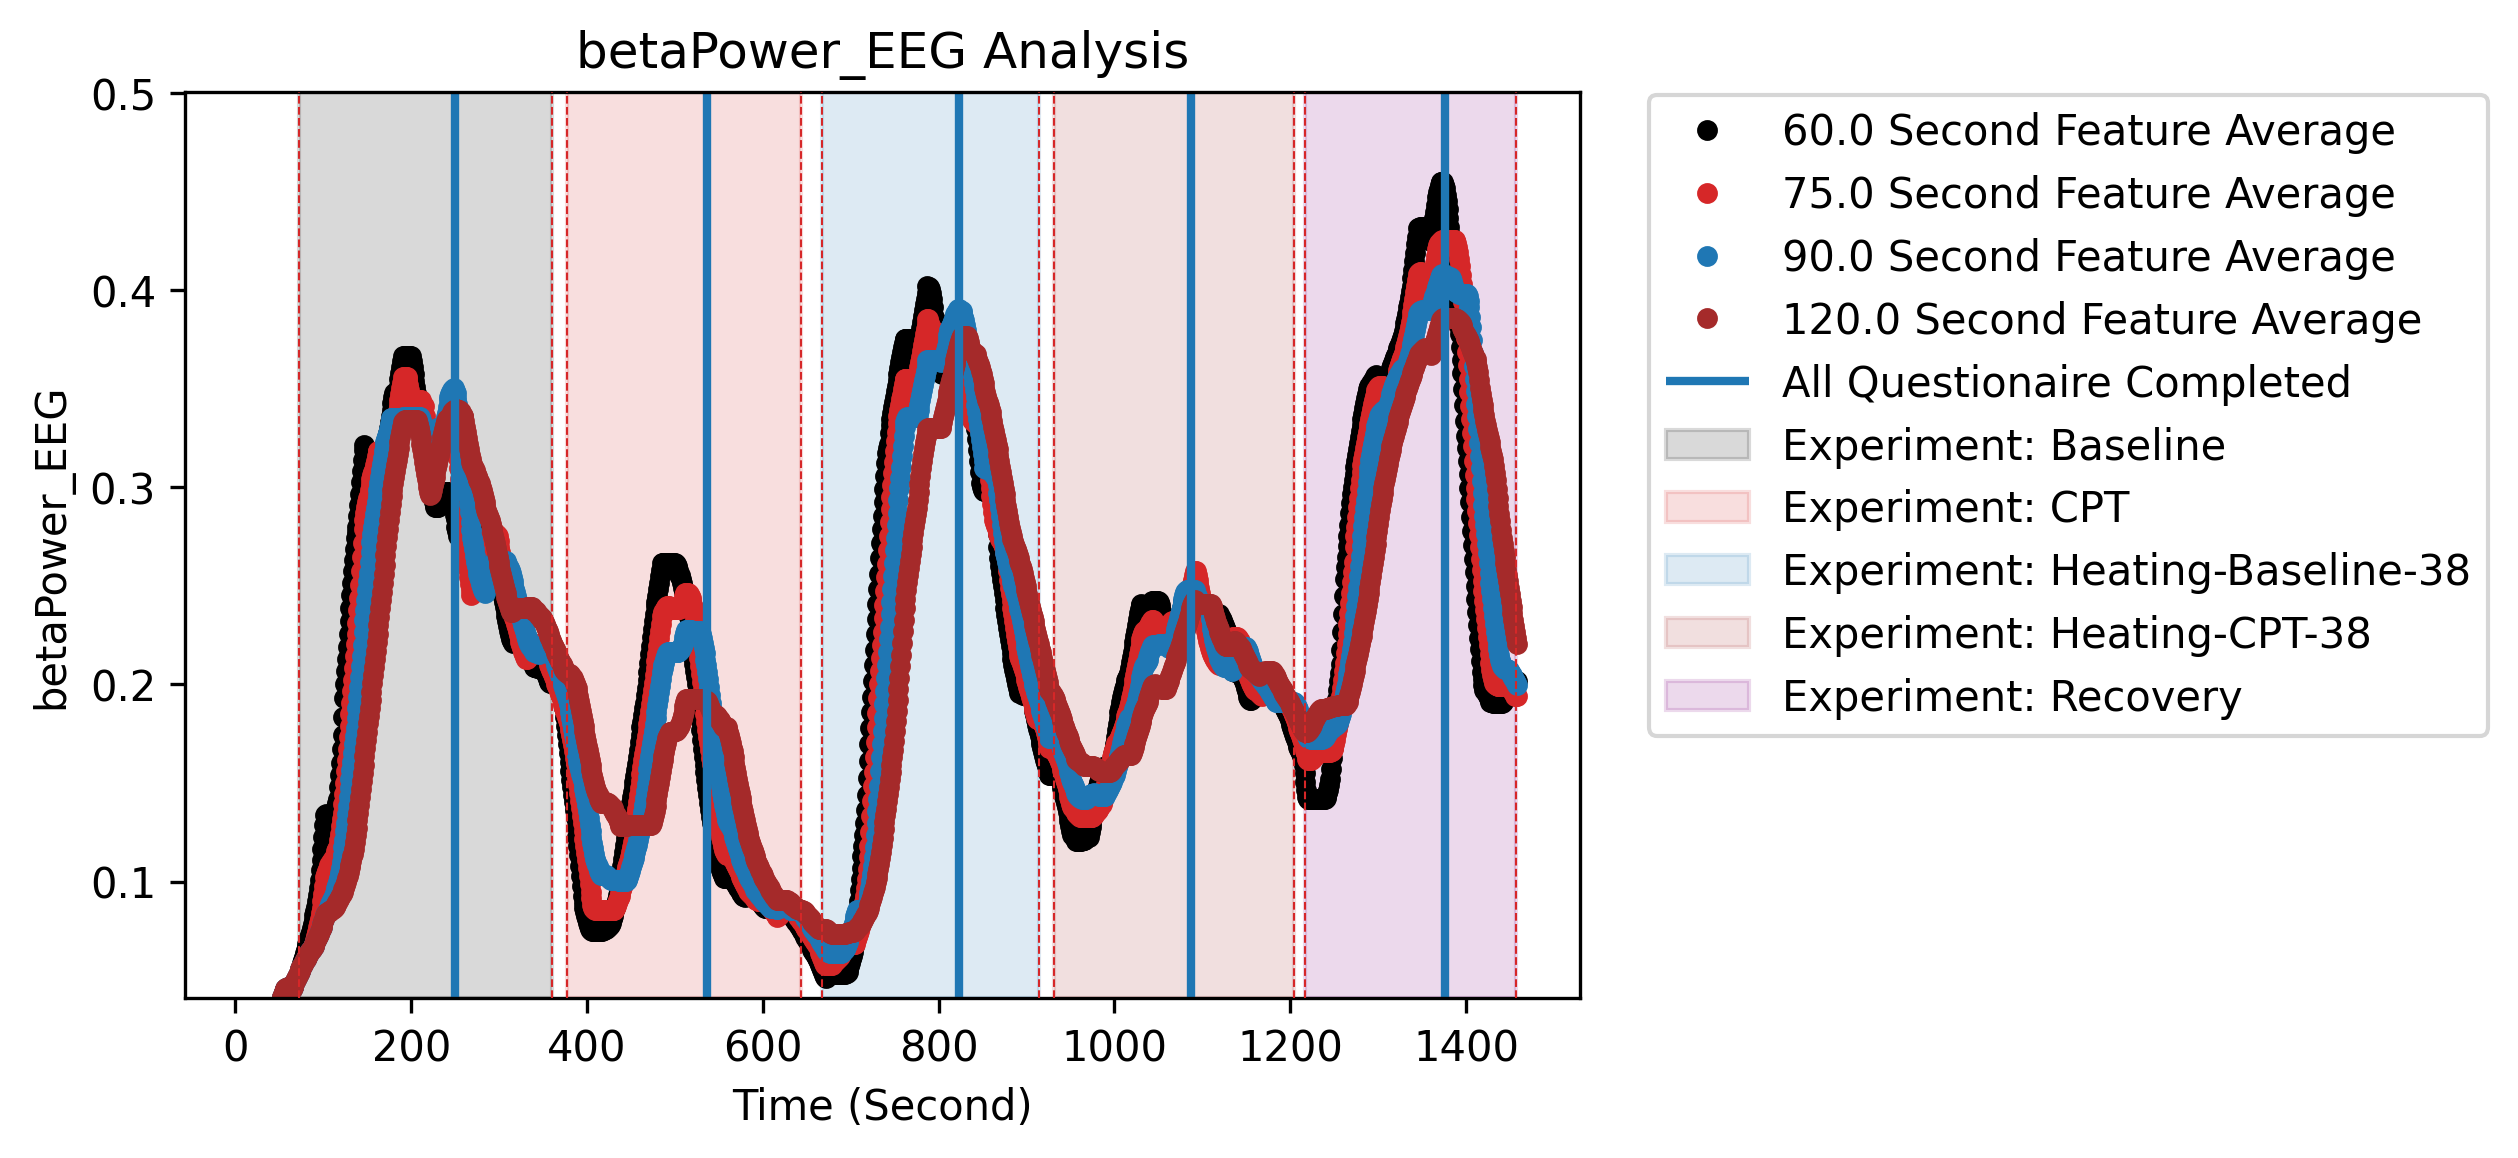 betaPower_EEG Analysis
0.5
0.4
0.3
0.2
0.1
betaPower_EEG
0 200 400 600 800 1000 1200 1400
Time (Second)
60.0 Second Feature Average
75.0 Second Feature Average
90.0 Second Feature Average
120.0 Second Feature Average
All Questionaire Completed
Experiment: Baseline
Experiment: CPT
Experiment: Heating-Baseline-38
Experiment: Heating-CPT-38
Experiment: Recovery